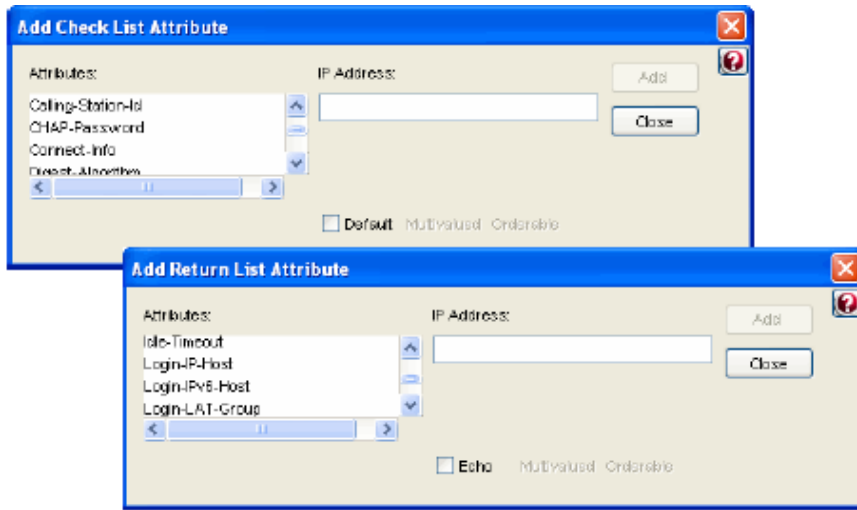 Add Check List Attribute
Attributes:
IP Address:
Add
Calling-Station-Id
CHAP-Password
Connect-Info
Digest-Algorithm
Close
Default Multivalued Orderable
Add Return List Attribute
Attributes:
IP Address:
Add
Idle-Timeout
Login-IP-Host
Login-IPv6-Host
Login-LAT-Group
Close
Echo Multivalued Orderable